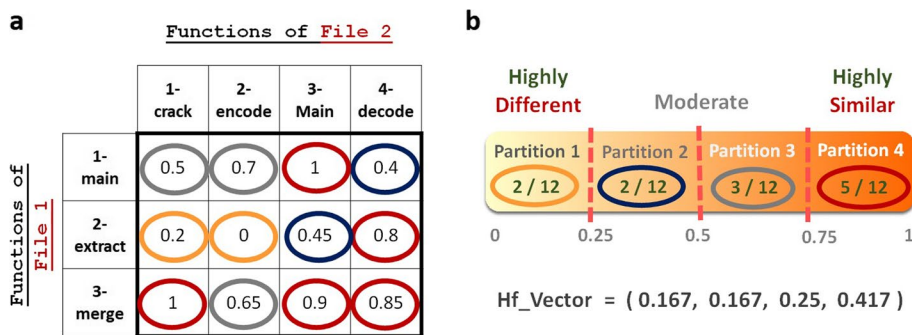 a
Functions of File 2
1-
crack
2-
encode
3-
Main
4-
decode
Functions of
File 1
1-
main
0.5
0.7
1
0.4
2-
extract
0.2
0
0.45
0.8
3-
merge
1
0.65
0.9
0.85
b
Highly
Different
Moderate
Highly
Similar
Partition 1
Partition 2
Partition 3
Partition 4
2 / 12
2 / 12
3 / 12
5 / 12
0
0.25
0.5
0.75
1
Hf_Vector = ( 0.167, 0.167, 0.25, 0.417 )